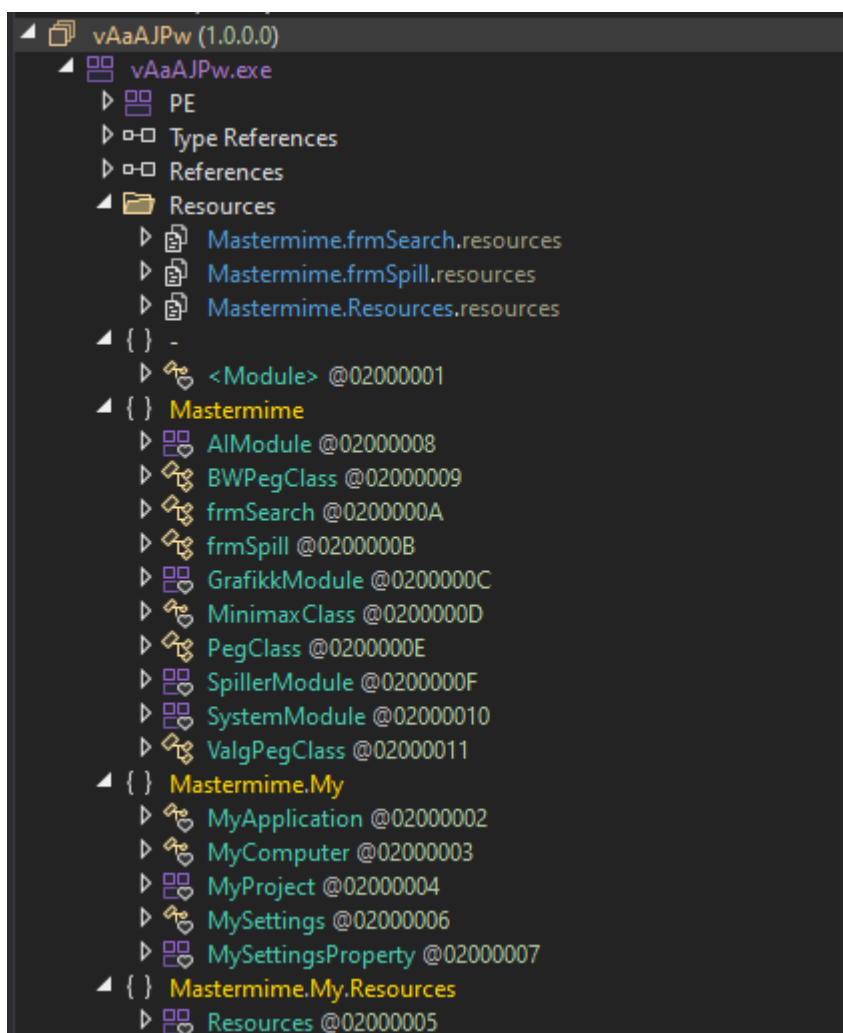 vAaAJPw (1.0.0.0)
vAaAJPw.exe
PE
Type References
References
Resources
Mastermime.frmSearch.resources
Mastermime.frmSpill.resources
Mastermime.Resources.resources
{ } -
<Module> @02000001
{ } Mastermime
AIModule @02000008
BWPegClass @02000009
frmSearch @0200000A
frmSpill @0200000B
GrafikkModule @0200000C
MinimaxClass @0200000D
PegClass @0200000E
SpillerModule @0200000F
SystemModule @02000010
ValgPegClass @02000011
{ } Mastermime.My
MyApplication @02000002
MyComputer @02000003
MyProject @02000004
MySettings @02000006
MySettingsProperty @02000007
{ } Mastermime.My.Resources
Resources @02000005